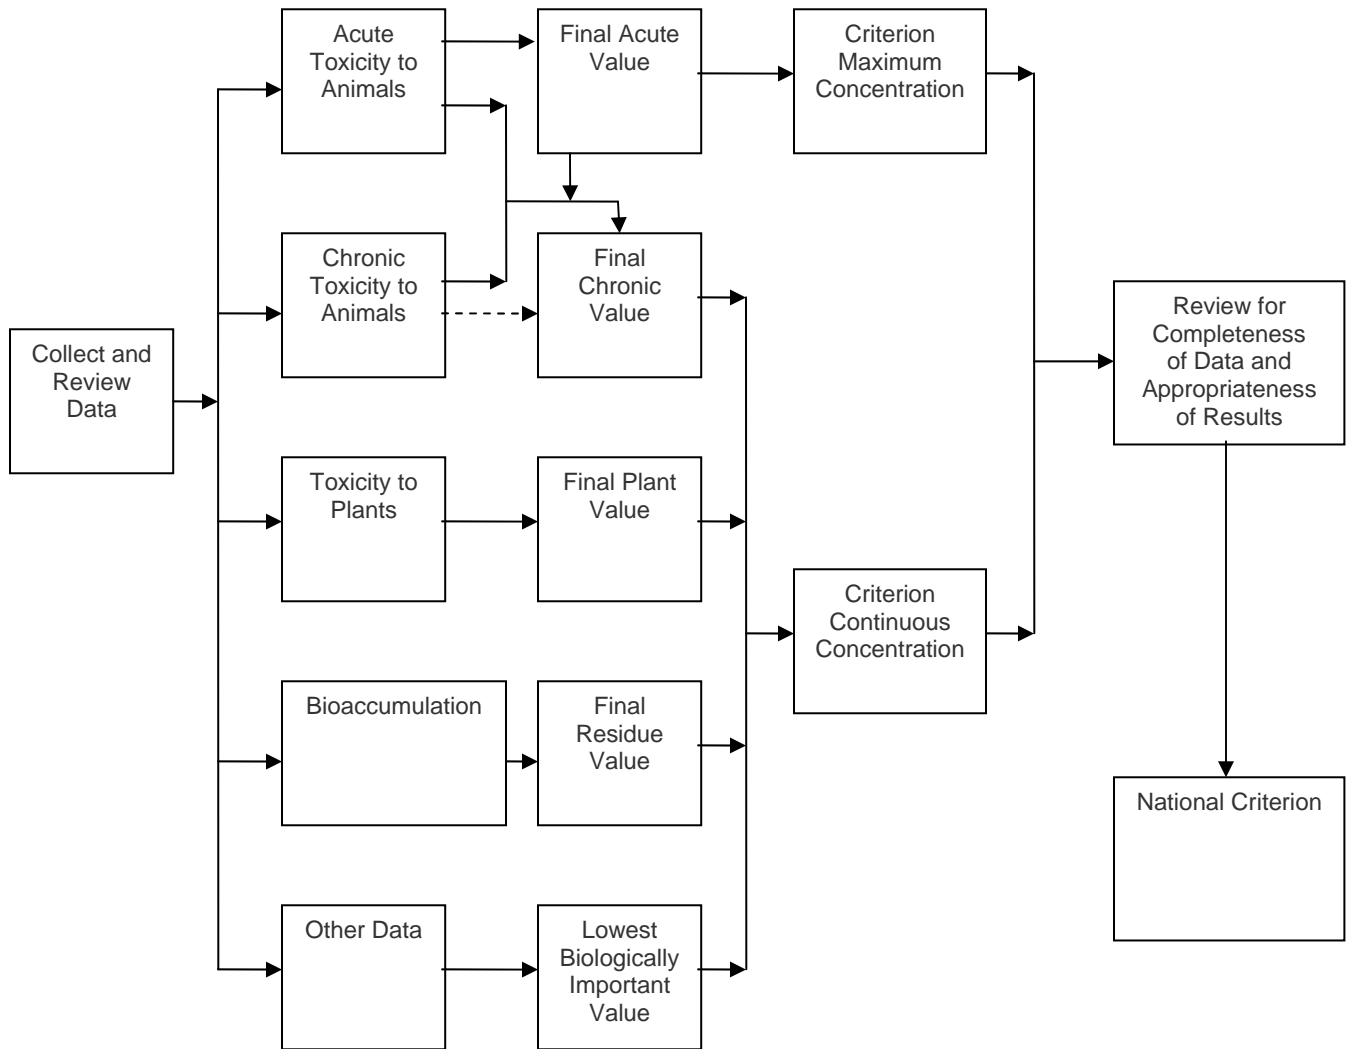 Acute
Toxicity to
Animals
Final Acute
Value
Criterion
Maximum
Concentration
Chronic
Toxicity to
Animals
Final
Chronic
Value
Review for
Completeness
of Data and
Appropriateness
of Results
Collect and
Review
Data
Toxicity to
Plants
Final Plant
Value
Criterion
Continuous
Concentration
Bioaccumulation
Final
Residue
Value
National Criterion
Other Data
Lowest
Biologically
Important
Value